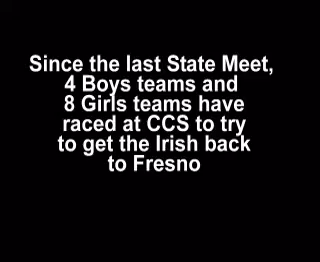 Since the last State Meet,
4 Boys teams and
8 Girls teams have
raced at CCS to try
to get the Irish back
to Fresno